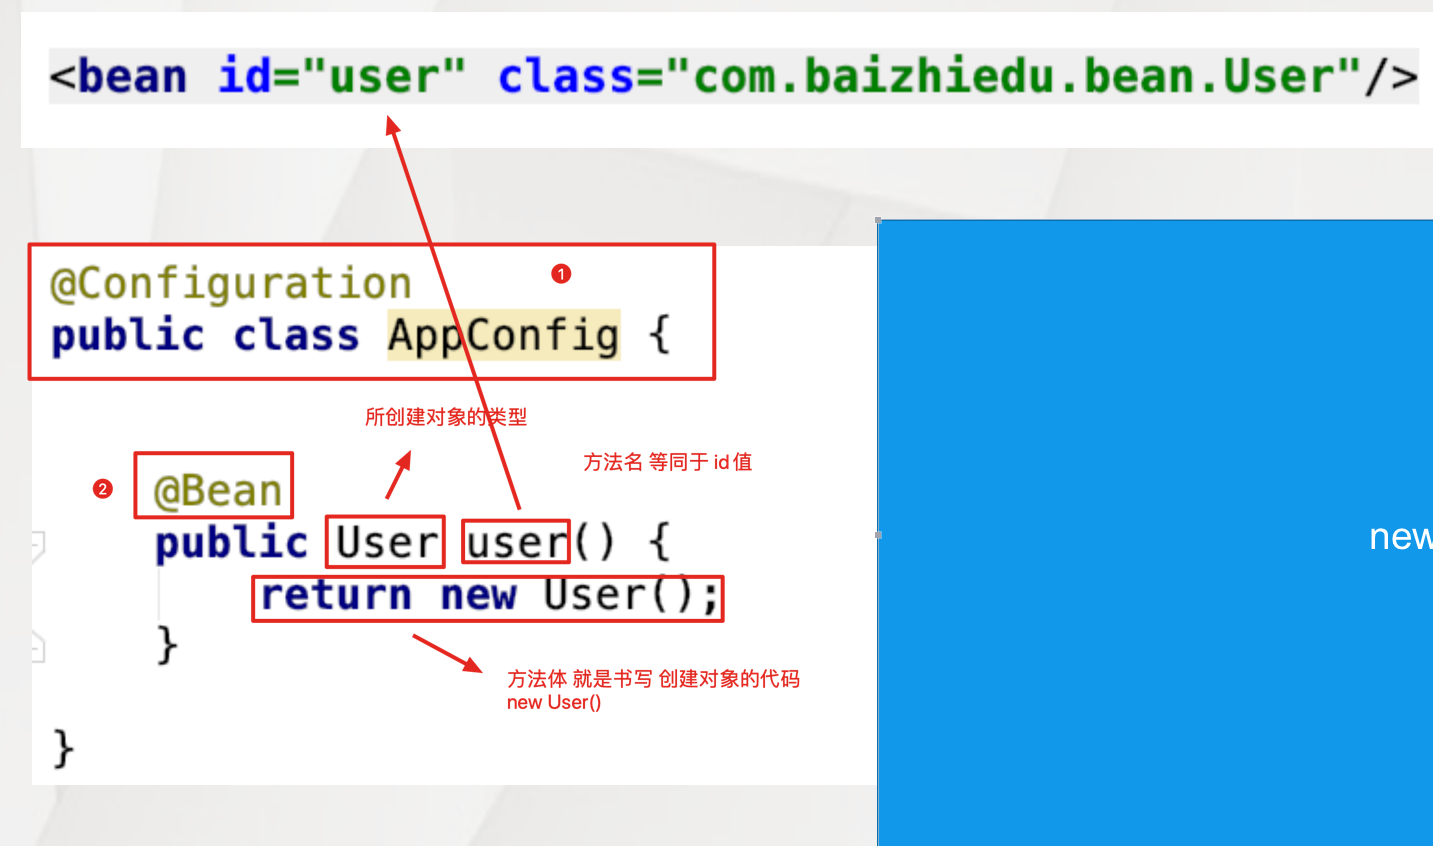 <bean id="user" class="com.baizhiedu.bean.User"/>
@Configuration
1
public class AppConfig {
所创建对象的类型
方法名 等同于 id 值
2
@Bean
public User user() {
return new User();
}
方法体 就是书写 创建对象的代码
new User()
}
new